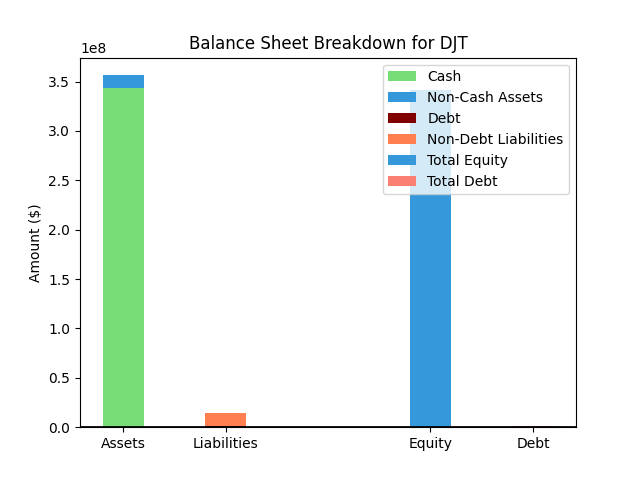 Balance Sheet Breakdown for DJT
1e8
3.5
3.0
2.5
2.0
1.5
1.0
0.5
0.0
Amount ($)
Cash
Non-Cash Assets
Debt
Non-Debt Liabilities
Total Equity
Total Debt
Assets
Liabilities
Equity
Debt